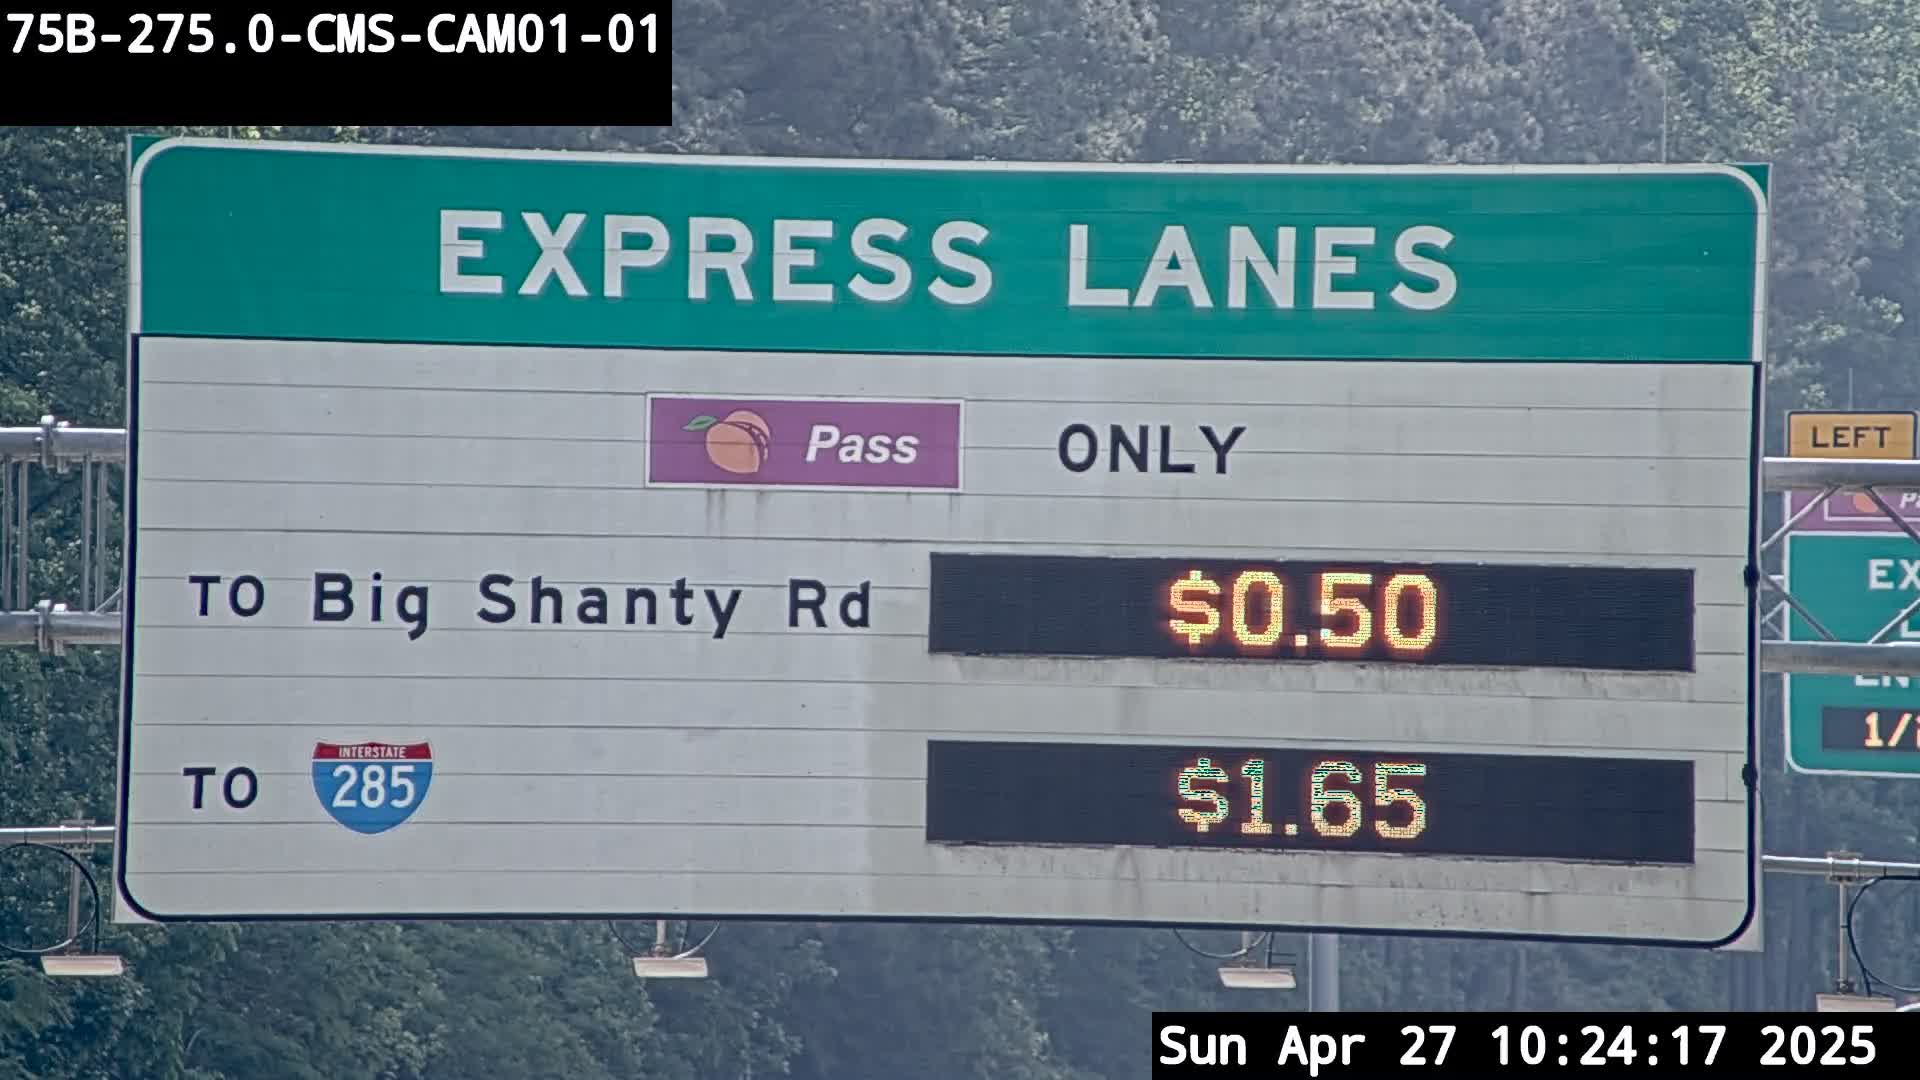 75B-275.0-CMS-CAM01-01
EXPRESS LANES
Pass ONLY
TO Big Shanty Rd $0.50
TO INTERSTATE 285 $1.65
LEFT
Sun Apr 27 10:24:17 2025